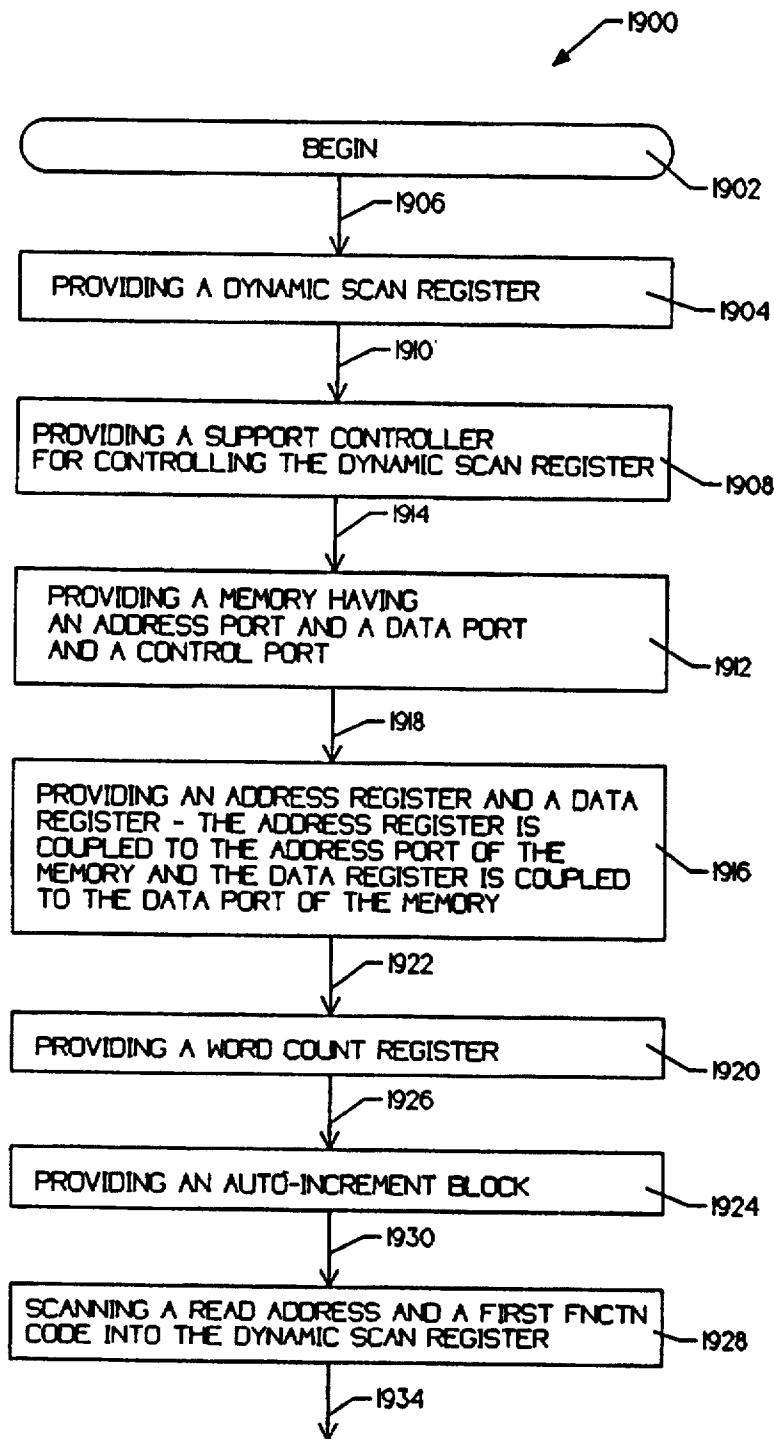 1900
BEGIN
1902
1906
PROVIDING A DYNAMIC SCAN REGISTER
1904
1910
PROVIDING A SUPPORT CONTROLLER
FOR CONTROLLING THE DYNAMIC SCAN REGISTER
1908
1914
PROVIDING A MEMORY HAVING
AN ADDRESS PORT AND A DATA PORT
AND A CONTROL PORT
1912
1918
PROVIDING AN ADDRESS REGISTER AND A DATA
REGISTER - THE ADDRESS REGISTER IS
COUPLED TO THE ADDRESS PORT OF THE
MEMORY AND THE DATA REGISTER IS COUPLED
TO THE DATA PORT OF THE MEMORY
1916
1922
PROVIDING A WORD COUNT REGISTER
1920
1926
PROVIDING AN AUTO-INCREMENT BLOCK
1924
1930
SCANNING A READ ADDRESS AND A FIRST FNCTN
CODE INTO THE DYNAMIC SCAN REGISTER
1928
1934